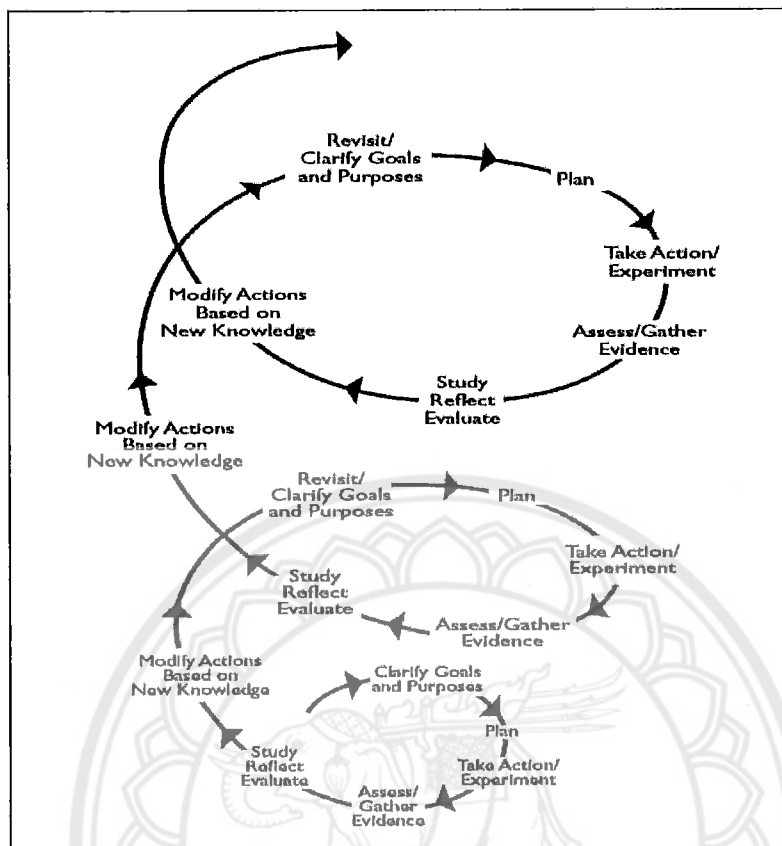 Revisit/
Clarify Goals
and Purposes
Plan
Take Action/
Experiment
Assess/Gather
Evidence
Study
Reflect
Evaluate
Modify Actions
Based on
New Knowledge
Modify Actions
Based on
New Knowledge
Revisit/
Clarify Goals
and Purposes
Plan
Take Action/
Experiment
Assess/Gather
Evidence
Study
Reflect
Evaluate
Modify Actions
Based on
New Knowledge
Clarify Goals
and Purposes
Plan
Take Action/
Experiment
Assess/
Gather
Evidence
Study
Reflect
Evaluate